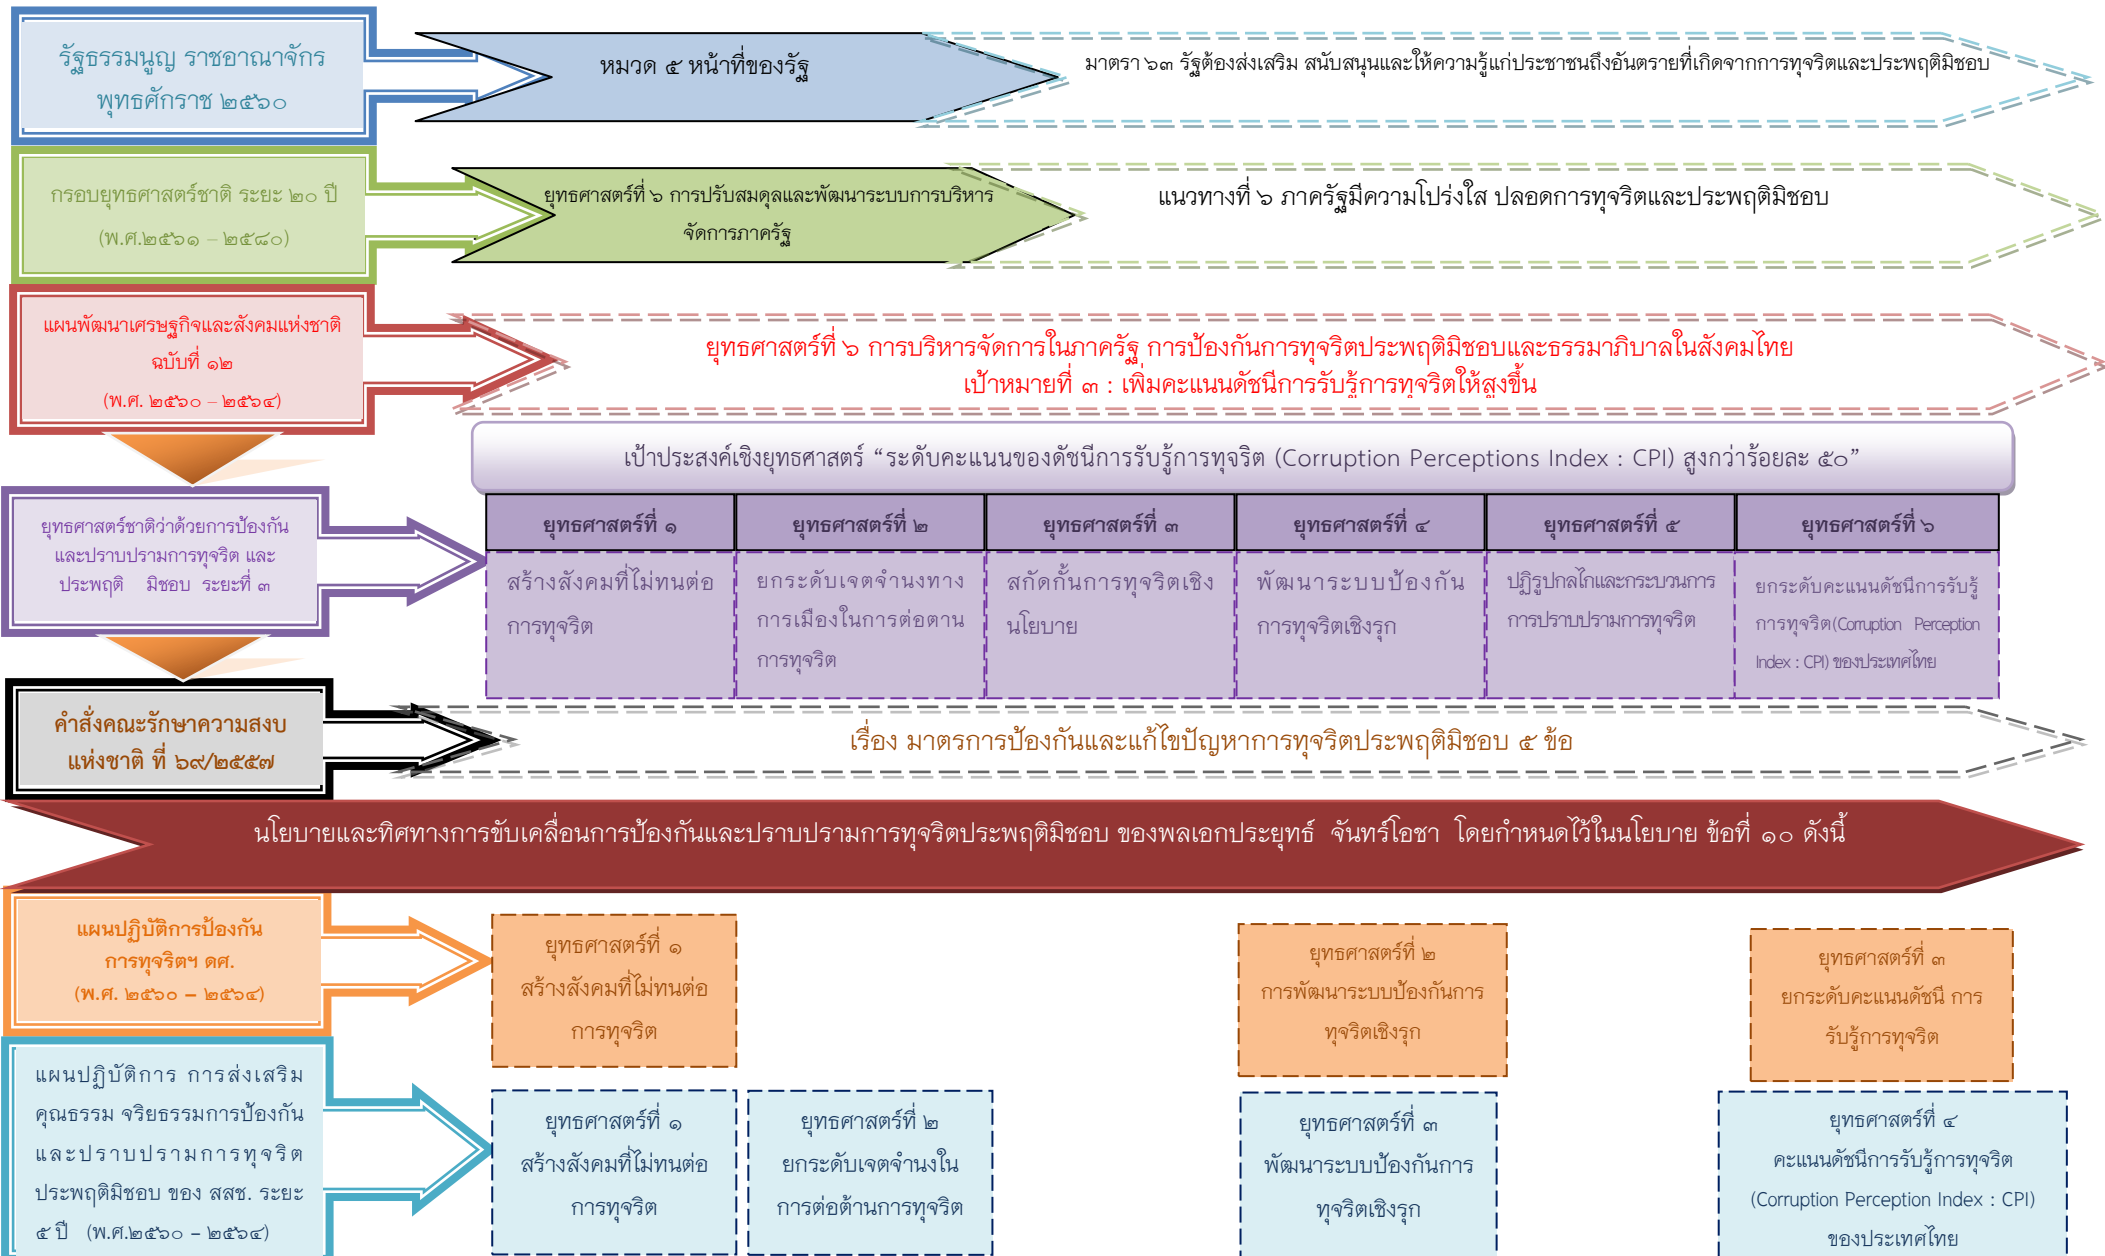 รัฐธรรมนูญ ราชอาณาจักร
พุทธศักราช ๒๕๖๐
หมวด ๕ หน้าที่ของรัฐ
มาตรา ๖๓ รัฐต้องส่งเสริม สนับสนุนและให้ความรู้แก่ประชาชนถึงอันตรายที่เกิดจากการทุจริตและประพฤติมิชอบ
กรอบยุทธศาสตร์ชาติ ระยะ ๒๐ ปี
(พ.ศ.๒๕๖๑ – ๒๕๘๐)
ยุทธศาสตร์ที่ ๖ การปรับสมดุลและพัฒนาระบบการบริหาร
จัดการภาครัฐ
แนวทางที่ ๖ ภาครัฐมีความโปร่งใส ปลอดการทุจริตและประพฤติมิชอบ
แผนพัฒนาเศรษฐกิจและสังคมแห่งชาติ
ฉบับที่ ๑๒
(พ.ศ. ๒๕๖๐ – ๒๕๖๔)
ยุทธศาสตร์ที่ ๖ การบริหารจัดการในภาครัฐ การป้องกันการทุจริตประพฤติมิชอบและธรรมาภิบาลในสังคมไทย
เป้าหมายที่ ๓ : เพิ่มคะแนนดัชนีการรับรู้การทุจริตให้สูงขึ้น
เป้าประสงค์เชิงยุทธศาสตร์ “ระดับคะแนนของดัชนีการรับรู้การทุจริต (Corruption Perceptions Index : CPI) สูงกว่าร้อยละ ๕๐”
ยุทธศาสตร์ชาติว่าด้วยการป้องกัน
และปราบปรามการทุจริต และ
ประพฤติ มิชอบ ระยะที่ ๓
ยุทธศาสตร์ที่ ๑
สร้างสังคมที่ไม่ทนต่อ
การทุจริต
ยุทธศาสตร์ที่ ๒
ยกระดับเจตจำนงทาง
การเมืองในการต่อตาน
การทุจริต
ยุทธศาสตร์ที่ ๓
สกัดกั้นการทุจริตเชิง
นโยบาย
ยุทธศาสตร์ที่ ๔
พัฒนาระบบป้องกัน
การทุจริตเชิงรุก
ยุทธศาสตร์ที่ ๕
ปฏิรูปกลไกและกระบวนการ
การปราบปรามการทุจริต
ยุทธศาสตร์ที่ ๖
ยกระดับคะแนนดัชนีการรับรู้
การทุจริต(Corruption Perception
Index : CPI) ของประเทศไทย
คำสั่งคณะรักษาความสงบ
แห่งชาติ ที่ ๖๙/๒๕๕๗
เรื่อง มาตรการป้องกันและแก้ไขปัญหาการทุจริตประพฤติมิชอบ ๕ ข้อ
นโยบายและทิศทางการขับเคลื่อนการป้องกันและปราบปรามการทุจริตประพฤติมิชอบ ของพลเอกประยุทธ์ จันทร์โอชา โดยกำหนดไว้ในนโยบาย ข้อที่ ๑๐ ดังนี้
แผนปฏิบัติการป้องกัน
การทุจริตฯ ดศ.
(พ.ศ. ๒๕๖๐ – ๒๕๖๔)
ยุทธศาสตร์ที่ ๑
สร้างสังคมที่ไม่ทนต่อ
การทุจริต
ยุทธศาสตร์ที่ ๒
การพัฒนาระบบป้องกันการ
ทุจริตเชิงรุก
ยุทธศาสตร์ที่ ๓
ยกระดับคะแนนดัชนี การ
รับรู้การทุจริต
แผนปฏิบัติการ การส่งเสริม
คุณธรรม จริยธรรมการป้องกัน
และปราบปรามการทุจริต
ประพฤติมิชอบ ของ สสช. ระยะ
๕ ปี (พ.ศ.๒๕๖๐ – ๒๕๖๔)
ยุทธศาสตร์ที่ ๑
สร้างสังคมที่ไม่ทนต่อ
การทุจริต
ยุทธศาสตร์ที่ ๒
ยกระดับเจตจำนงใน
การต่อต้านการทุจริต
ยุทธศาสตร์ที่ ๓
พัฒนาระบบป้องกันการ
ทุจริตเชิงรุก
ยุทธศาสตร์ที่ ๔
คะแนนดัชนีการรับรู้การทุจริต
(Corruption Perception Index : CPI)
ของประเทศไทย